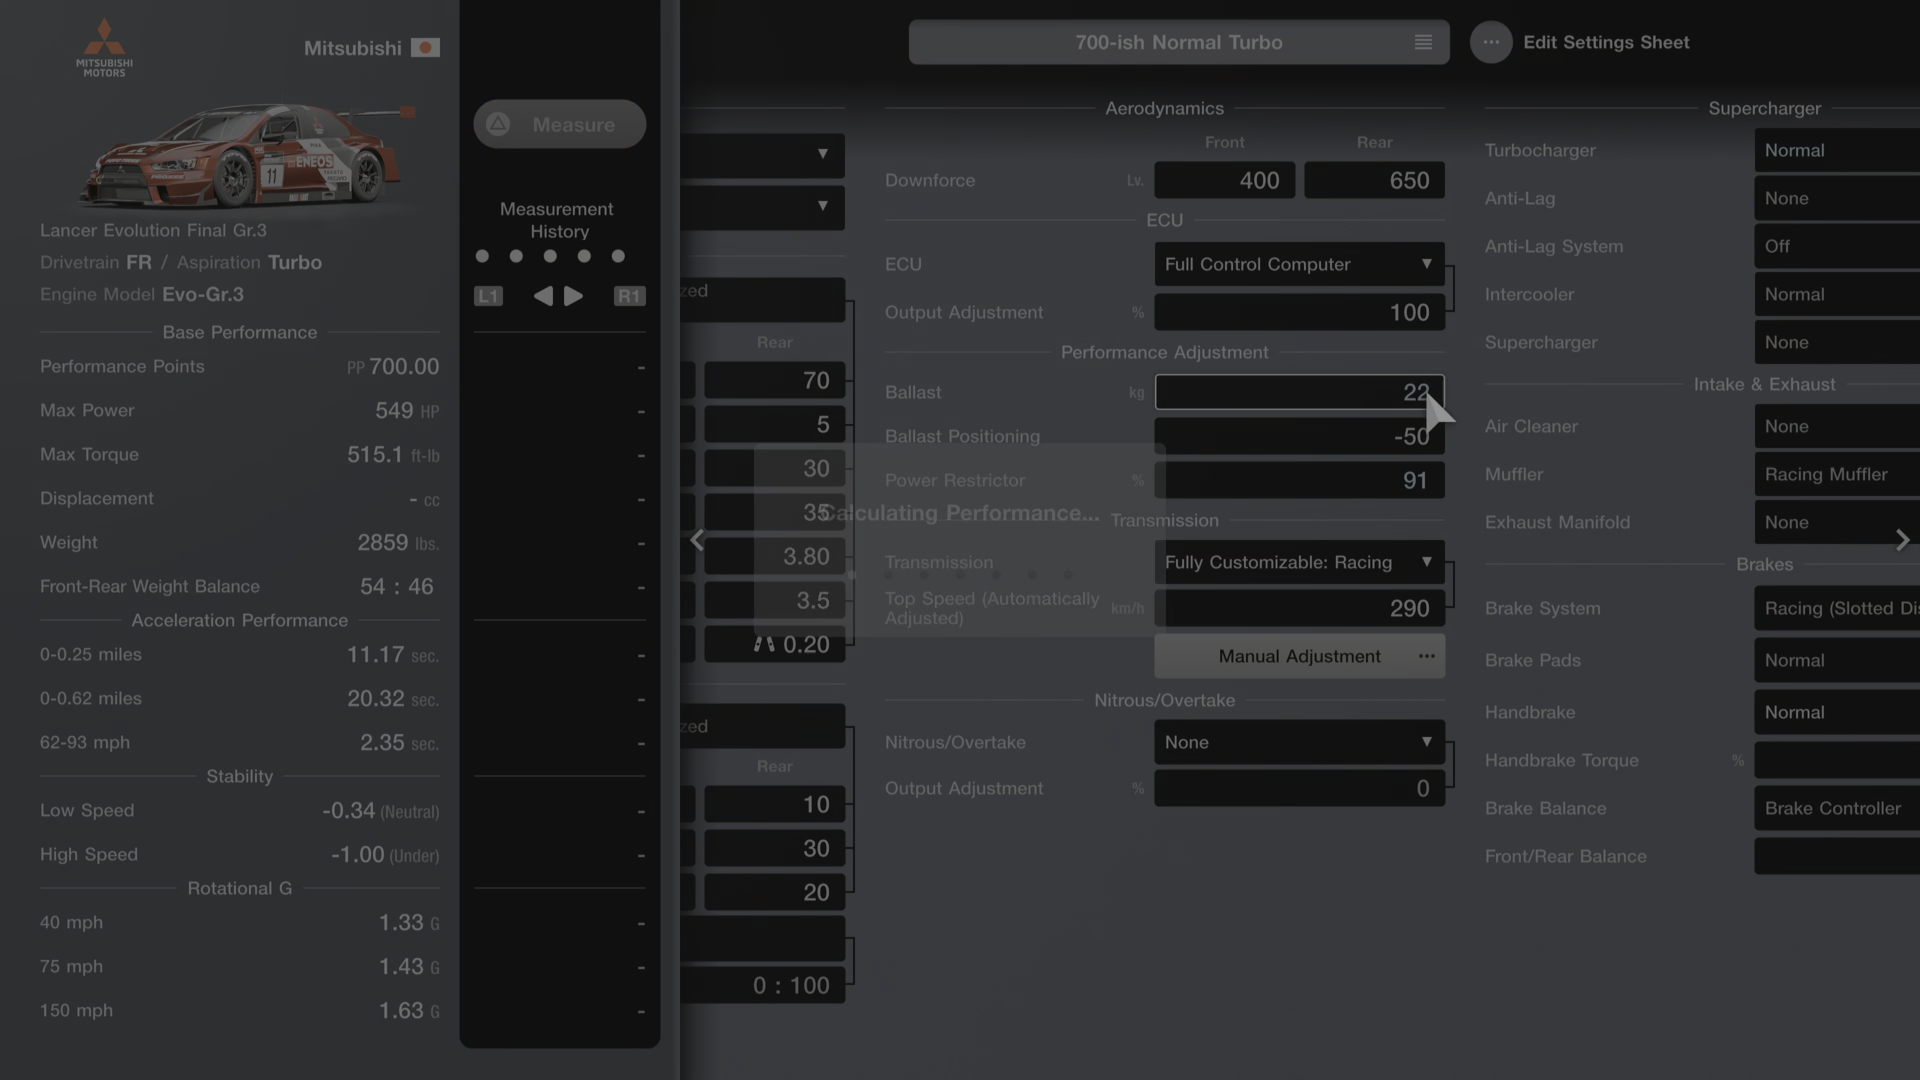 MITSUBISHI
MOTORS
Mitsubishi
Lancer Evolution Final Gr.3
Drivetrain FR / Aspiration Turbo
Engine Model Evo-Gr.3
Base Performance
Performance Points PP 700.00
Max Power 549 HP
Max Torque 515.1 ft-lb
Displacement - cc
Weight 2859 lbs.
Front-Rear Weight Balance 54 : 46
Acceleration Performance
0-0.25 miles 11.17 sec.
0-0.62 miles 20.32 sec.
62-93 mph 2.35 sec.
Stability
Low Speed -0.34 (Neutral)
High Speed -1.00 (Under)
Rotational G
40 mph 1.33 G
75 mph 1.43 G
150 mph 1.63 G
ENEOS
11
Measure
Measurement
History
L1 R1
-
-
-
-
-
-
-
-
-
-
-
-
-
-
zed
Rear
70
5
30
35
3.80
3.5
0.20
zed
Rear
10
30
20
0 : 100
700-ish Normal Turbo
Edit Settings Sheet
Aerodynamics
Front Rear
Downforce Lv. 400 650
ECU
ECU Full Control Computer
Output Adjustment % 100
Performance Adjustment
Ballast kg 22
Ballast Positioning -50
Power Restrictor % 91
Calculating Performance...
Transmission
Transmission Fully Customizable: Racing
Top Speed (Automatically
Adjusted) km/h 290
Manual Adjustment
Nitrous/Overtake
Nitrous/Overtake None
Output Adjustment % 0
Supercharger
Turbocharger Normal
Anti-Lag None
Anti-Lag System Off
Intercooler Normal
Supercharger None
Intake & Exhaust
Air Cleaner None
Muffler Racing Muffler
Exhaust Manifold None
Brakes
Brake System Racing (Slotted Dis
Brake Pads Normal
Handbrake Normal
Handbrake Torque %
Brake Balance Brake Controller
Front/Rear Balance